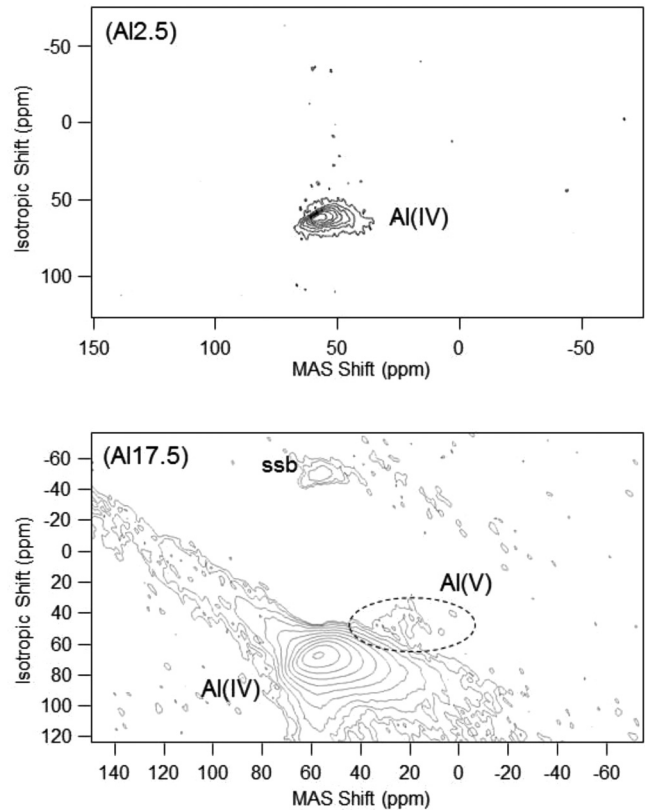 (Al2.5)
-50
0
50
100
Isotropic Shift (ppm)
Al(IV)
150 100 50 0 -50
MAS Shift (ppm)
(Al17.5)
-60
-40
-20
0
20
40
60
80
100
120
Isotropic Shift (ppm)
ssb
Al(V)
Al(IV)
140 120 100 80 60 40 20 0 -20 -40 -60
MAS Shift (ppm)